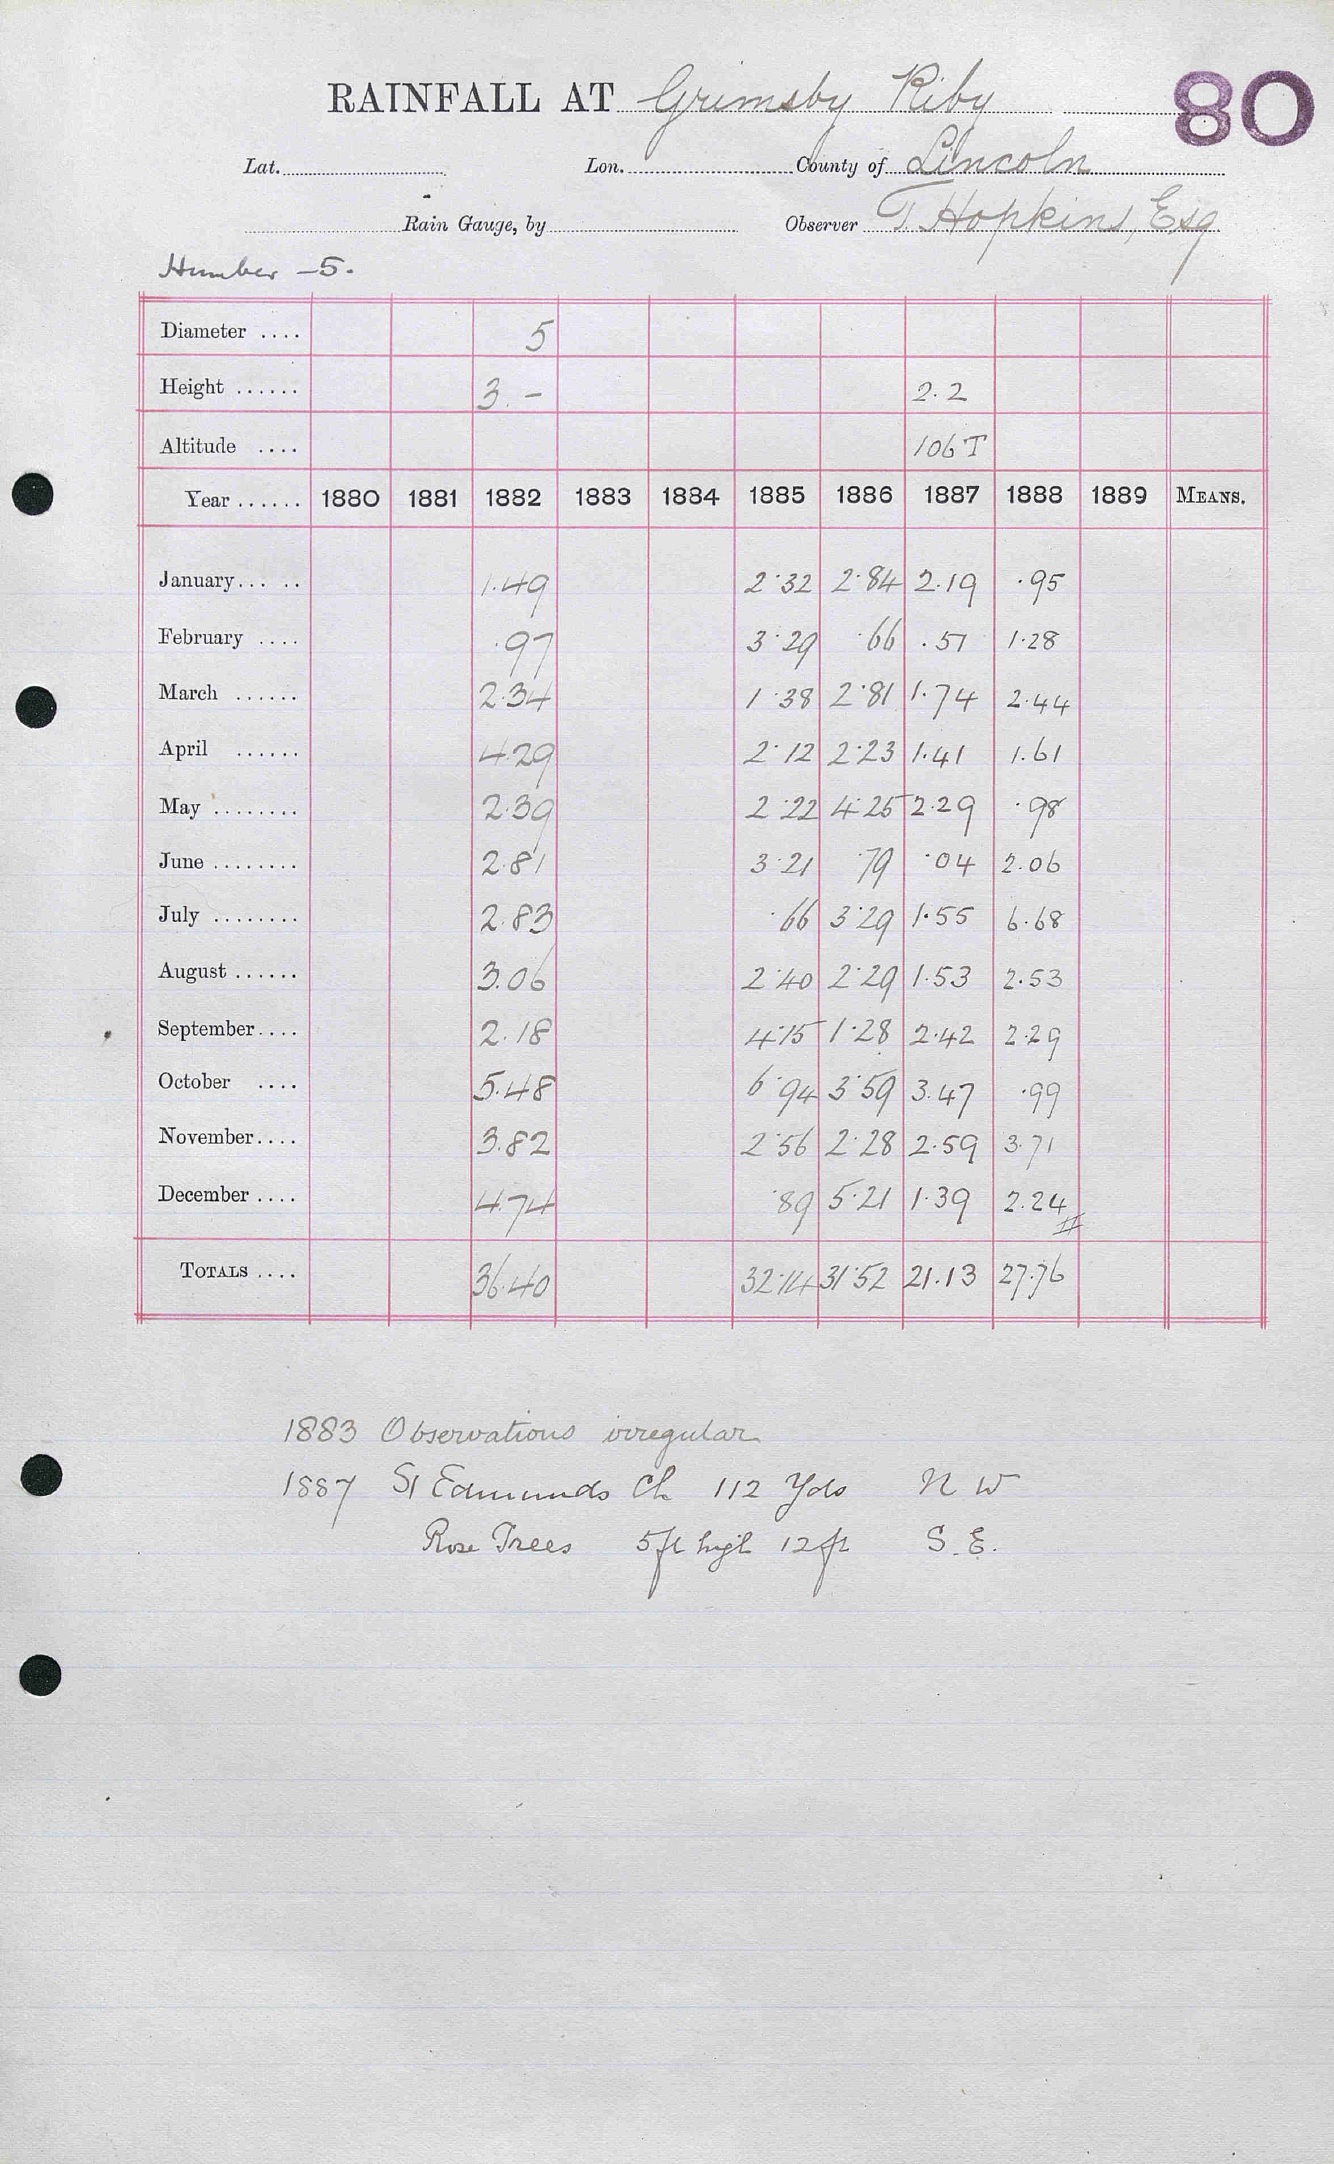 RAINFALL AT Grimsby Riby 80
Lat. Lon. County of Lincoln
Rain Gauge, by Observer T. Hopkins, Esq
Humber - 5.
Diameter .... 5
Height ...... 3. - 2.2
Altitude .... 106 T
Year ...... 1880 1881 1882 1883 1884 1885 1886 1887 1888 1889 MEANS.
January... .. 1.49 2.32 2.84 2.19 .95
February .... .97 3.29 .66 .51 1.28
March ...... 2.34 1.38 2.81 1.74 2.44
April ...... 4.29 2.12 2.23 1.41 1.61
May ........ 2.39 2.22 4.25 2.29 .98
June ........ 2.81 3.21 .79 .04 2.06
July ........ 2.83 .66 3.29 1.55 6.68
August ...... 3.06 2.40 2.29 1.53 2.53
September.... 2.18 4.15 1.28 2.42 2.29
October .... 5.48 6.94 3.59 3.47 .99
November.... 3.82 2.56 2.28 2.59 3.71
December .... 4.74 .89 5.21 1.39 2.24
TOTALS .... 36.40 32.14 31.52 21.13 27.76
1883 Observations irregular
1887 St Edmunds Ch 112 Yds N W
Rose Trees 5ft high 12ft S.E.